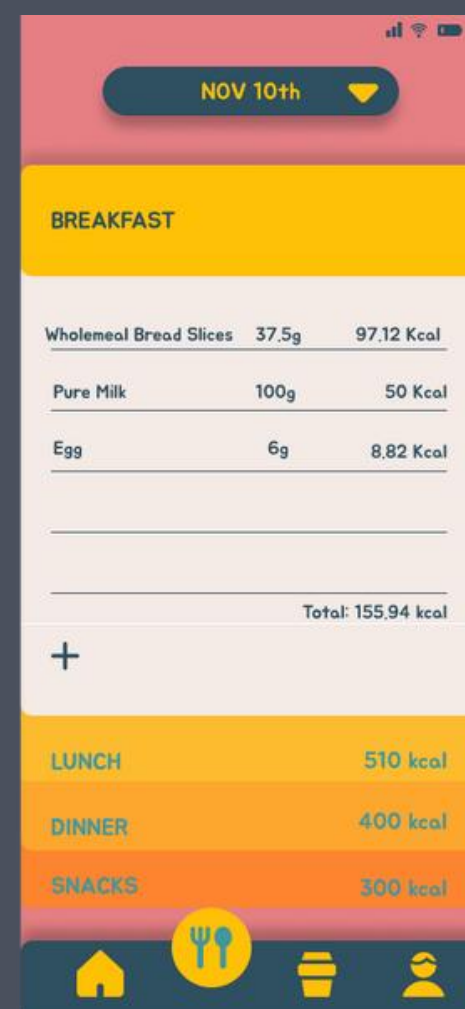 NOV 10th
BREAKFAST
Wholemeal Bread Slices 37.5g 97.12 Kcal
Pure Milk 100g 50 Kcal
Egg 6g 8.82 Kcal
Total: 155.94 kcal
+
LUNCH 510 kcal
DINNER 400 kcal
SNACKS 300 kcal